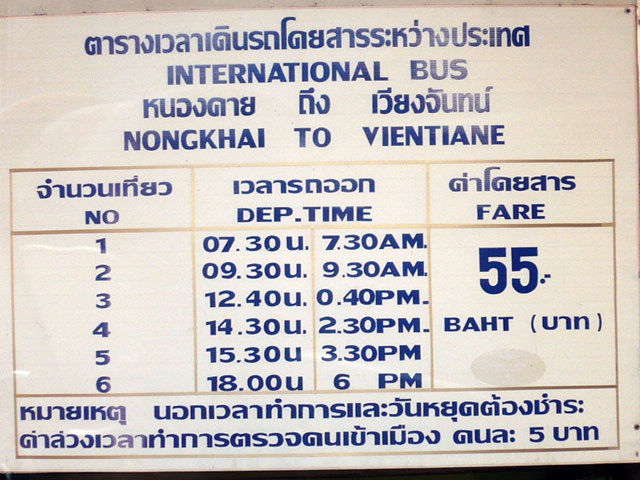 ตารางเวลาเดินรถโดยสารระหว่างประเทศ
INTERNATIONAL BUS
หนองคาย ถึง เวียงจันทน์
NONGKHAI TO VIENTIANE
จำนวนเที่ยว เวลารถออก ค่าโดยสาร
NO DEP.TIME FARE
1 07.30 น. 7.30AM.
2 09.30 น. 9.30AM.
3 12.40 น. 0.40PM.
4 14.30 น. 2.30PM.
5 15.30 น 3.30PM
6 18.00 น 6 PM
55.-
BAHT (บาท)
หมายเหตุ นอกเวลาทำการและวันหยุดต้องชำระ
ค่าล่วงเวลาทำการตรวจคนเข้าเมือง คนละ 5 บาท